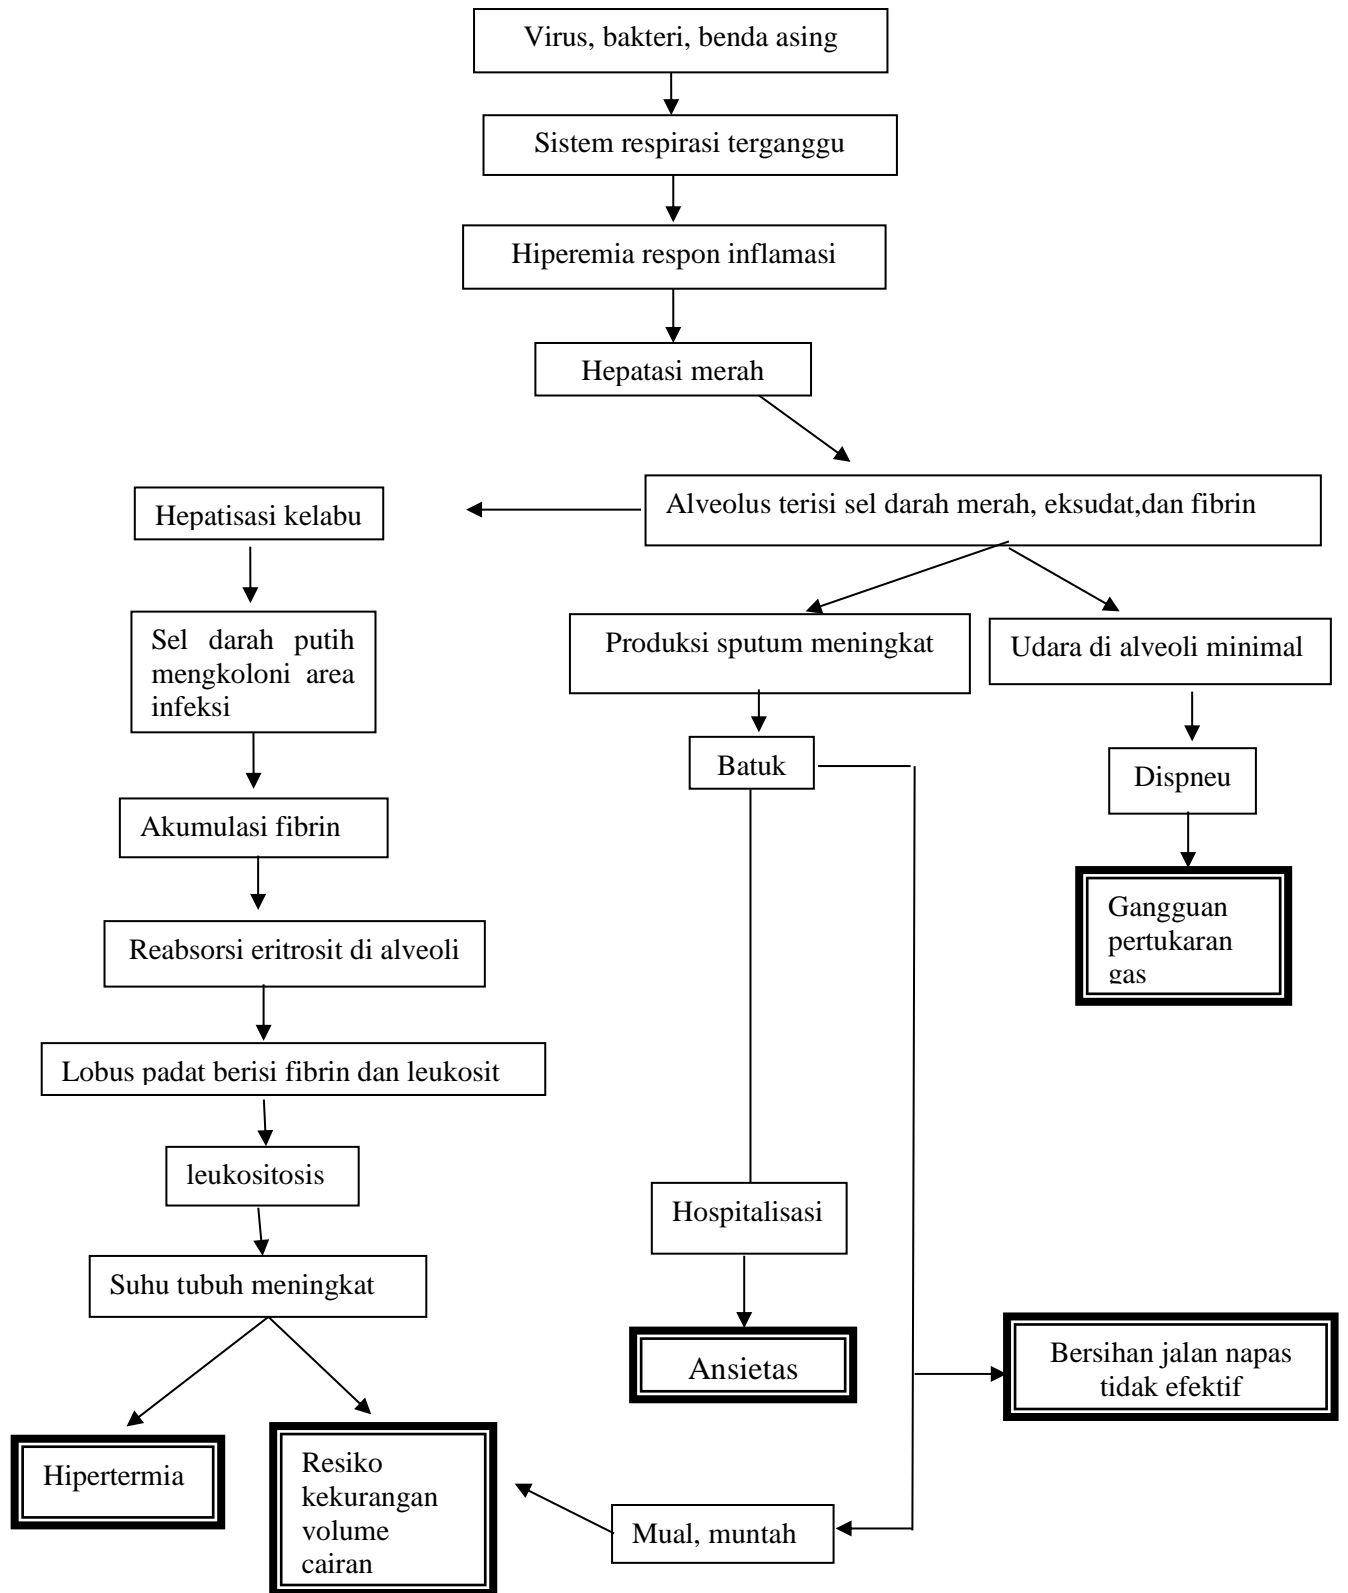 Virus, bakteri, benda asing
Sistem respirasi terganggu
Hiperemia respon inflamasi
Hepatasi merah
Alveolus terisi sel darah merah, eksudat,dan fibrin
Hepatisasi kelabu
Sel darah putih
mengkoloni area
infeksi
Produksi sputum meningkat
Udara di alveoli minimal
Batuk
Dispneu
Akumulasi fibrin
Gangguan
pertukaran
gas
Reabsorsi eritrosit di alveoli
Lobus padat berisi fibrin dan leukosit
leukositosis
Hospitalisasi
Suhu tubuh meningkat
Ansietas
Bersihan jalan napas
tidak efektif
Hipertermia
Resiko
kekurangan
volume
cairan
Mual, muntah